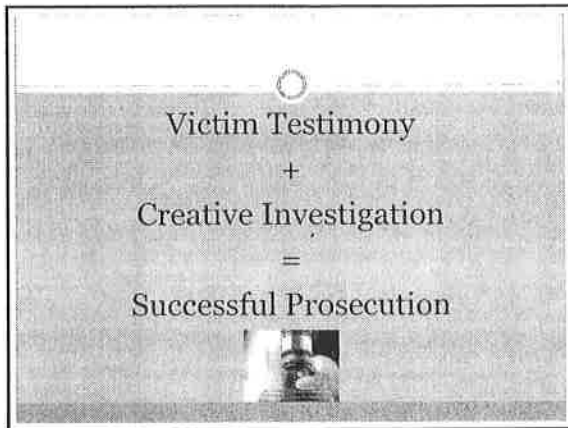 Victim Testimony
+
Creative Investigation
=
Successful Prosecution